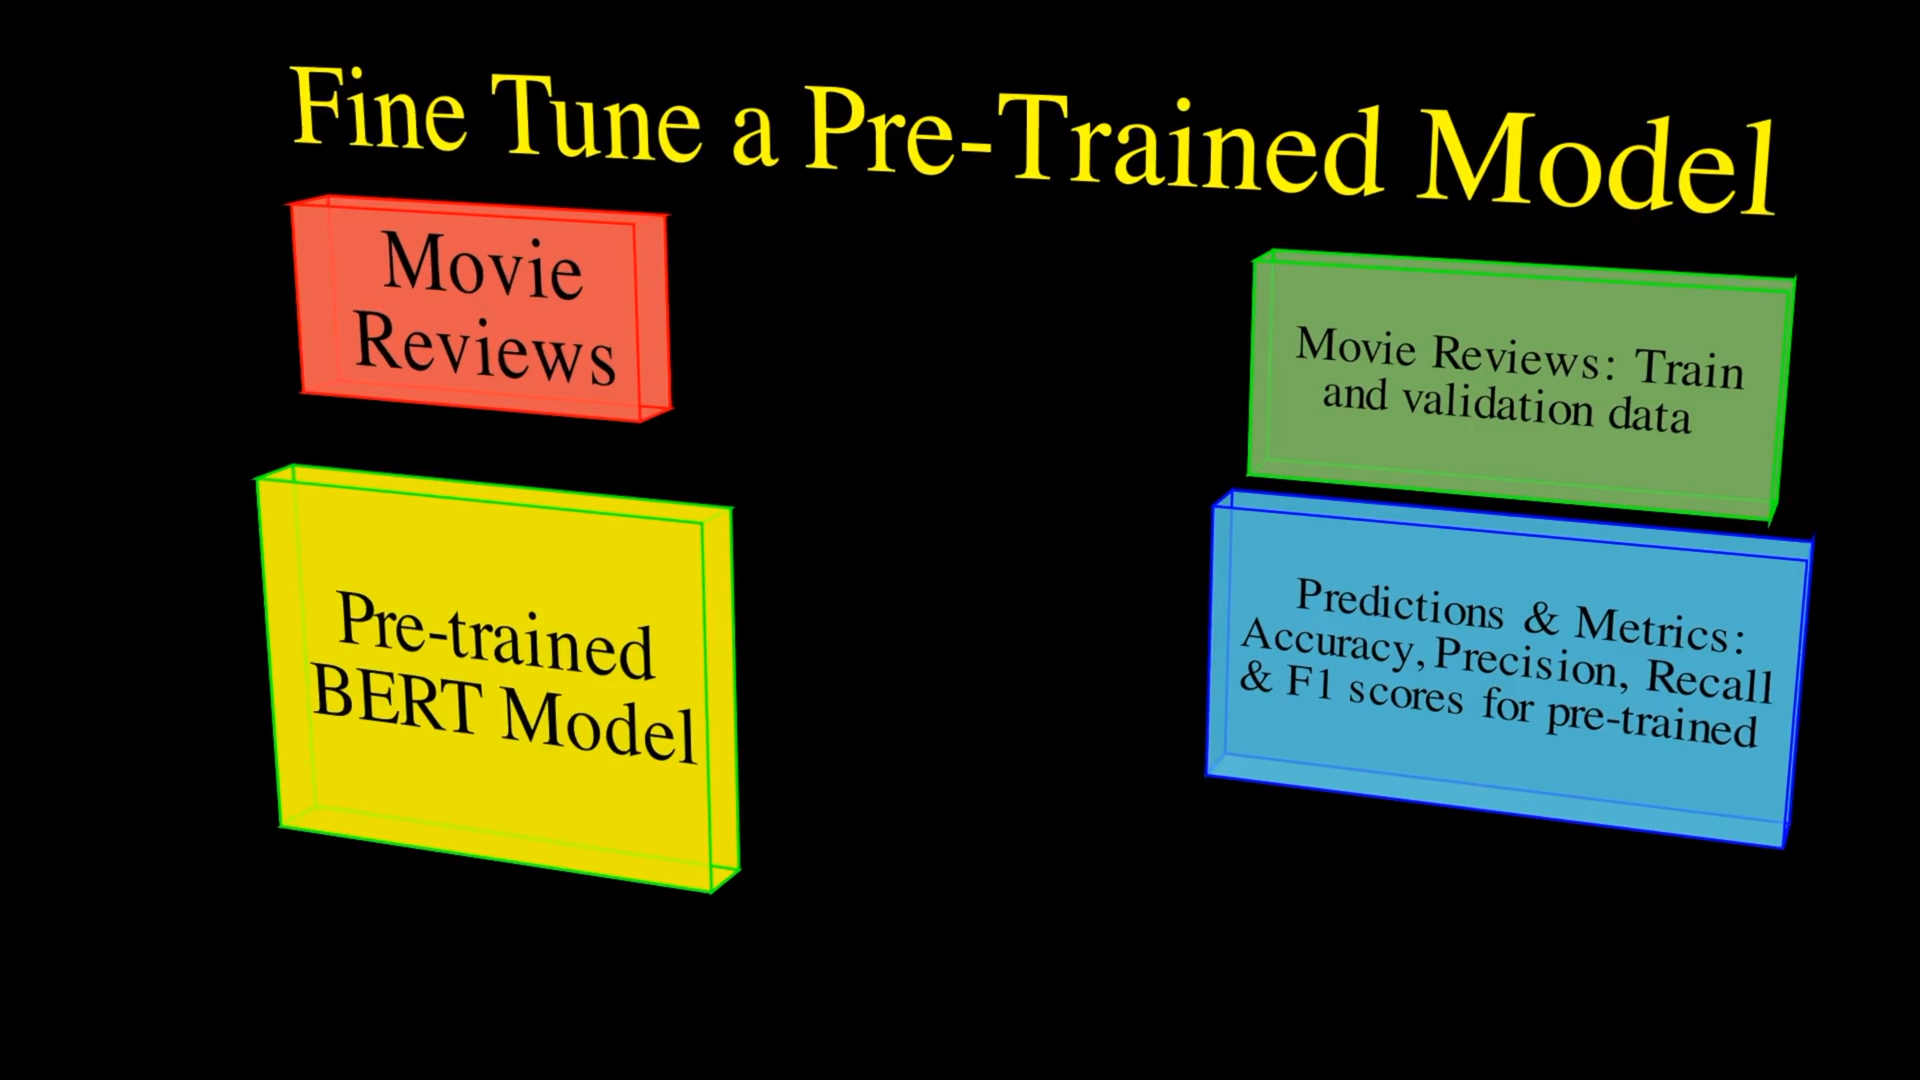 Fine Tune a Pre-Trained Model
Movie
Reviews
Pre-trained
BERT Model
Movie Reviews: Train
and validation data
Predictions & Metrics:
Accuracy, Precision, Recall
& F1 scores for pre-trained